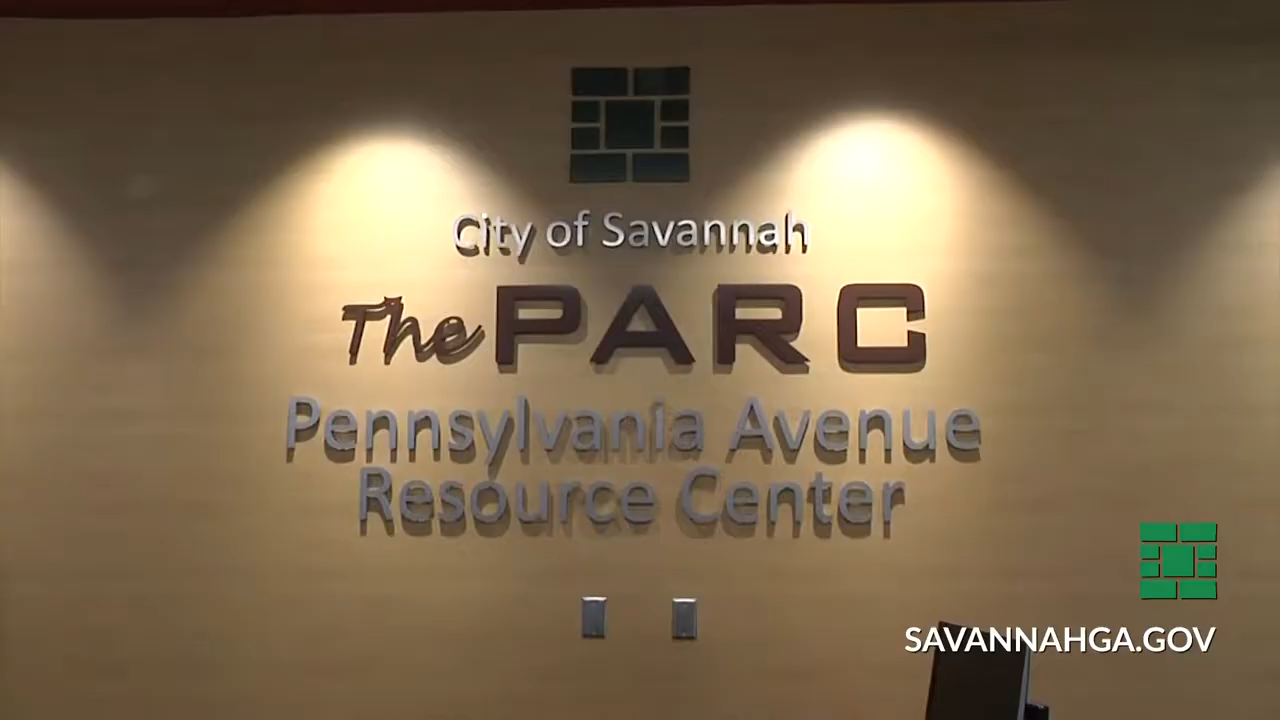 City of Savannah
The PARC
Pennsylvania Avenue
Resource Center
SAVANNAHGA.GOV